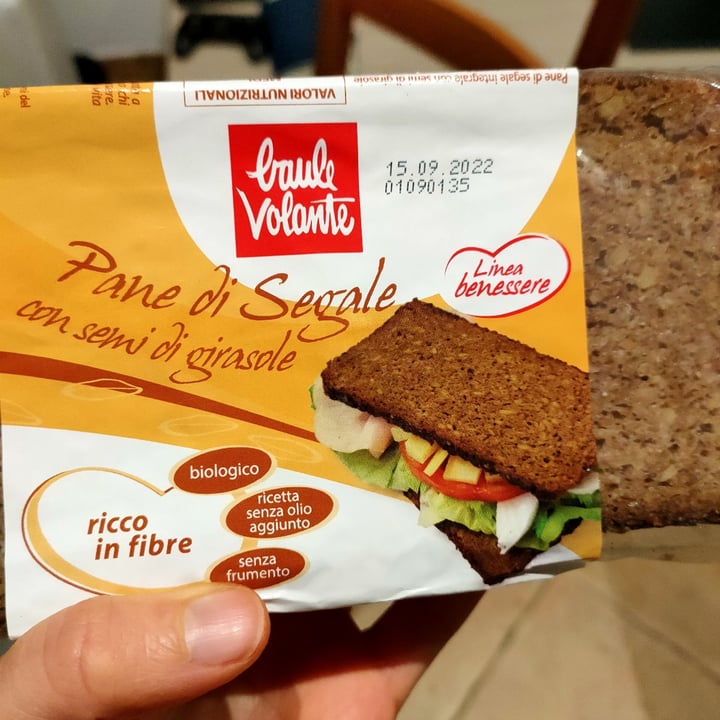 VALORI NUTRIZIONALI
Pane di segale integrale con semi di girasole
baule
Volante
15.09.2022
01090135
Linea
benessere
Pane di Segale
con semi di girasole
biologico
ricetta
senza olio
aggiunto
ricco
in fibre
senza
frumento